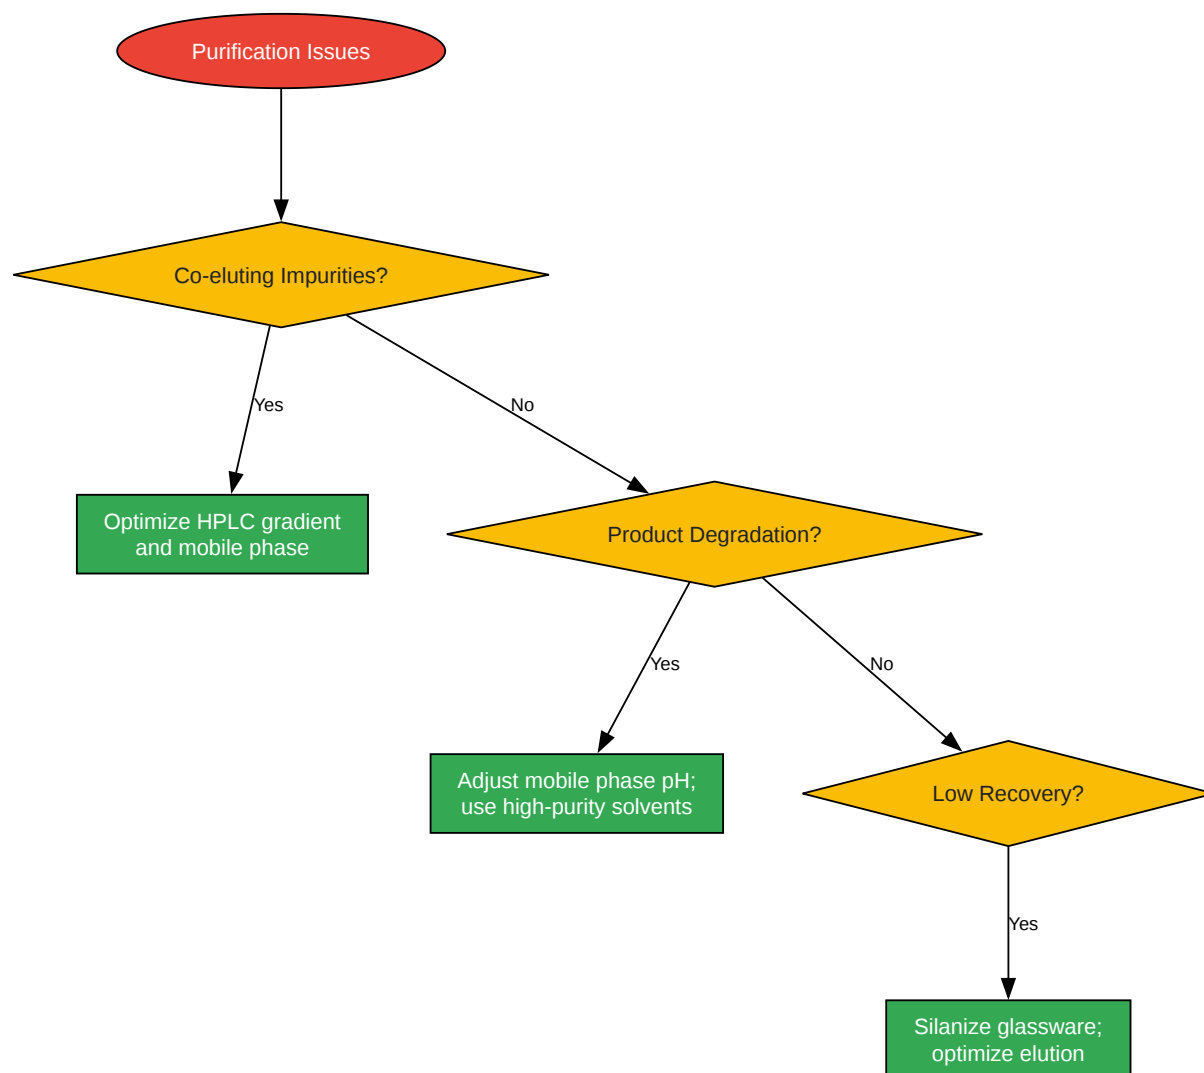 Purification Issues
Co-eluting Impurities?
Yes
No
Optimize HPLC gradient
and mobile phase
Product Degradation?
Yes
No
Adjust mobile phase pH;
use high-purity solvents
Low Recovery?
Yes
Silanize glassware;
optimize elution